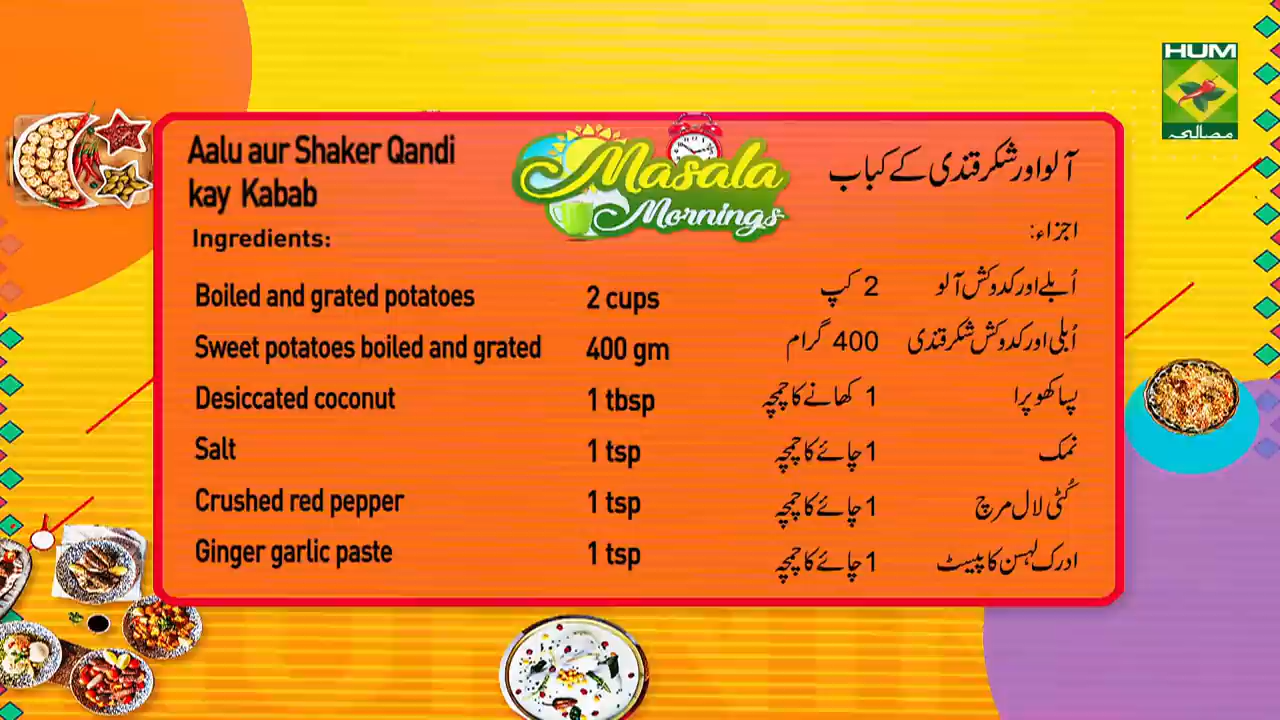 HUM
مصالحہ
Aalu aur Shaker Qandi
kay Kabab
Masala
Mornings
آلو اور شکر قندی کے کباب
Ingredients:
اجزاء:
Boiled and grated potatoes 2 cups
2 کپ اُبلے اور کدوکش آلو
Sweet potatoes boiled and grated 400 gm
400 گرام اُبلی اور کدوکش شکر قندی
Desiccated coconut 1 tbsp
1 کھانے کا چمچہ پسا کھوپرا
Salt 1 tsp
1 چائے کا چمچہ نمک
Crushed red pepper 1 tsp
1 چائے کا چمچہ کُٹی لال مرچ
Ginger garlic paste 1 tsp
1 چائے کا چمچہ ادرک لہسن کا پیسٹ